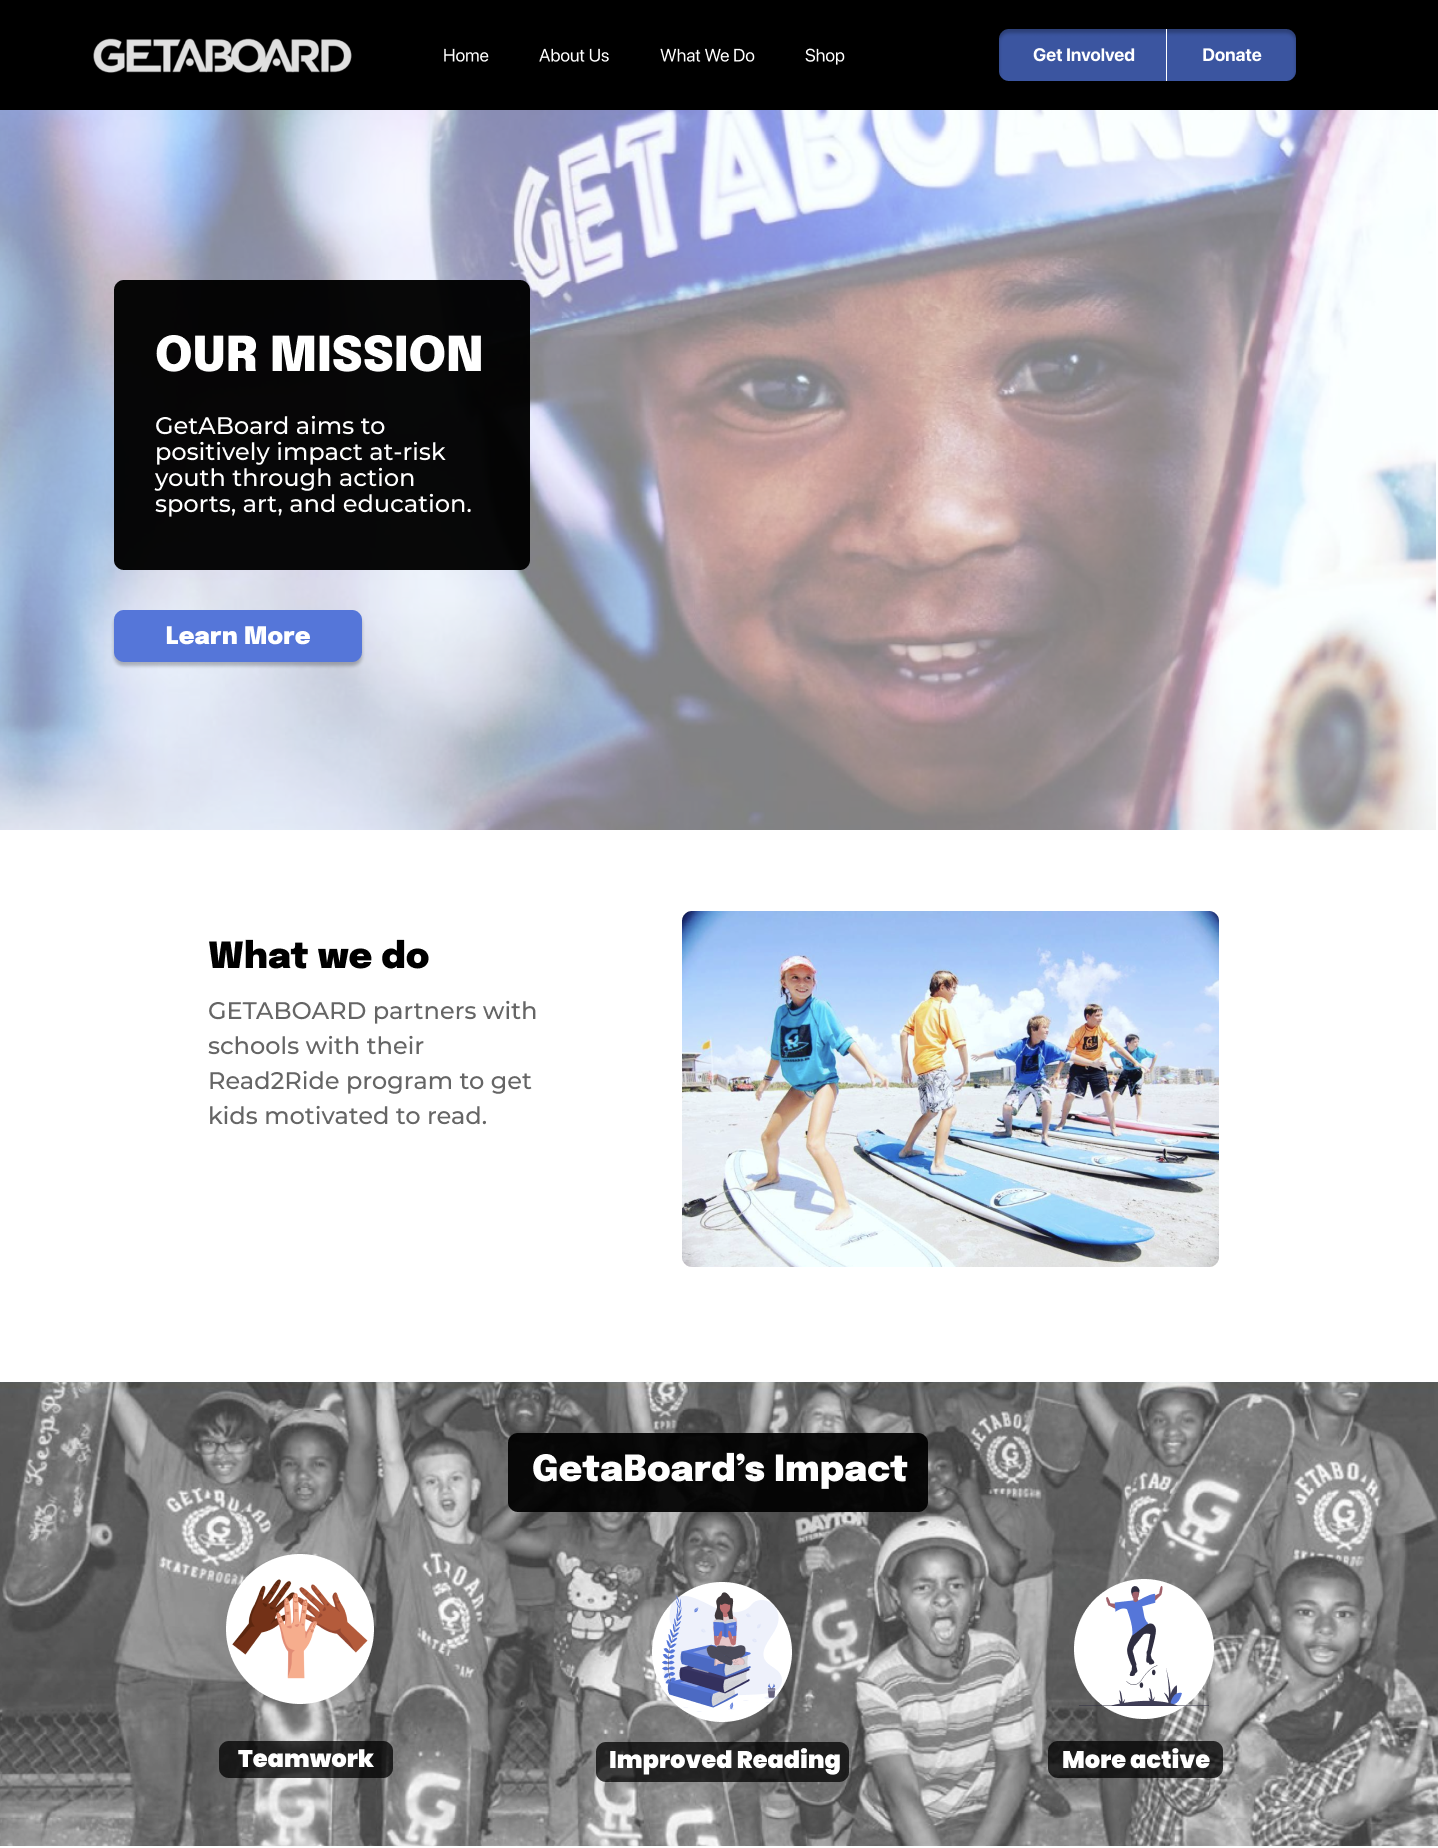 GETABOARD
Home
About Us
What We Do
Shop
Get Involved
Donate
GETABOARD.
OUR MISSION
GetABoard aims to
positively impact at-risk
youth through action
sports, art, and education.
Learn More
What we do
GETABOARD partners with
schools with their
Read2Ride program to get
kids motivated to read.
GetaBoard’s Impact
DAYTON
Teamwork
Improved Reading
More active